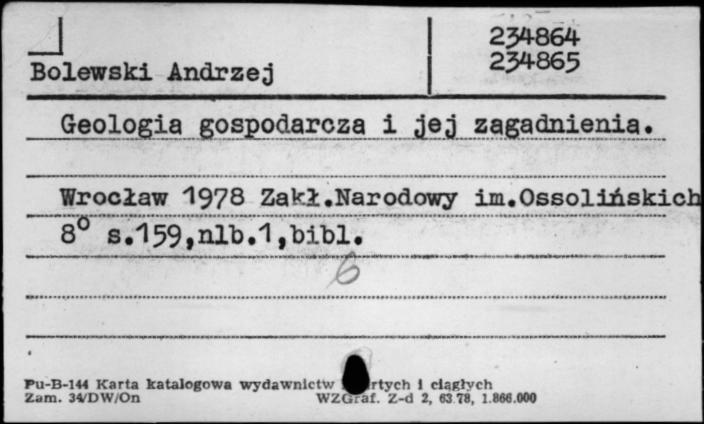 234864
234865
Bolewski Andrzej
Geologia gospodarcza i jej zagadnienia.
Wrocław 1978 Zakł.Narodowy im.Ossolińskich
8° s.159,nlb.1,bibl.
6
Pu-B-144 Karta katalogowa wydawnictw i ciągłych
Zam. 34/DW/On WZGraf. Z-d 2, 63.78, 1.866.000